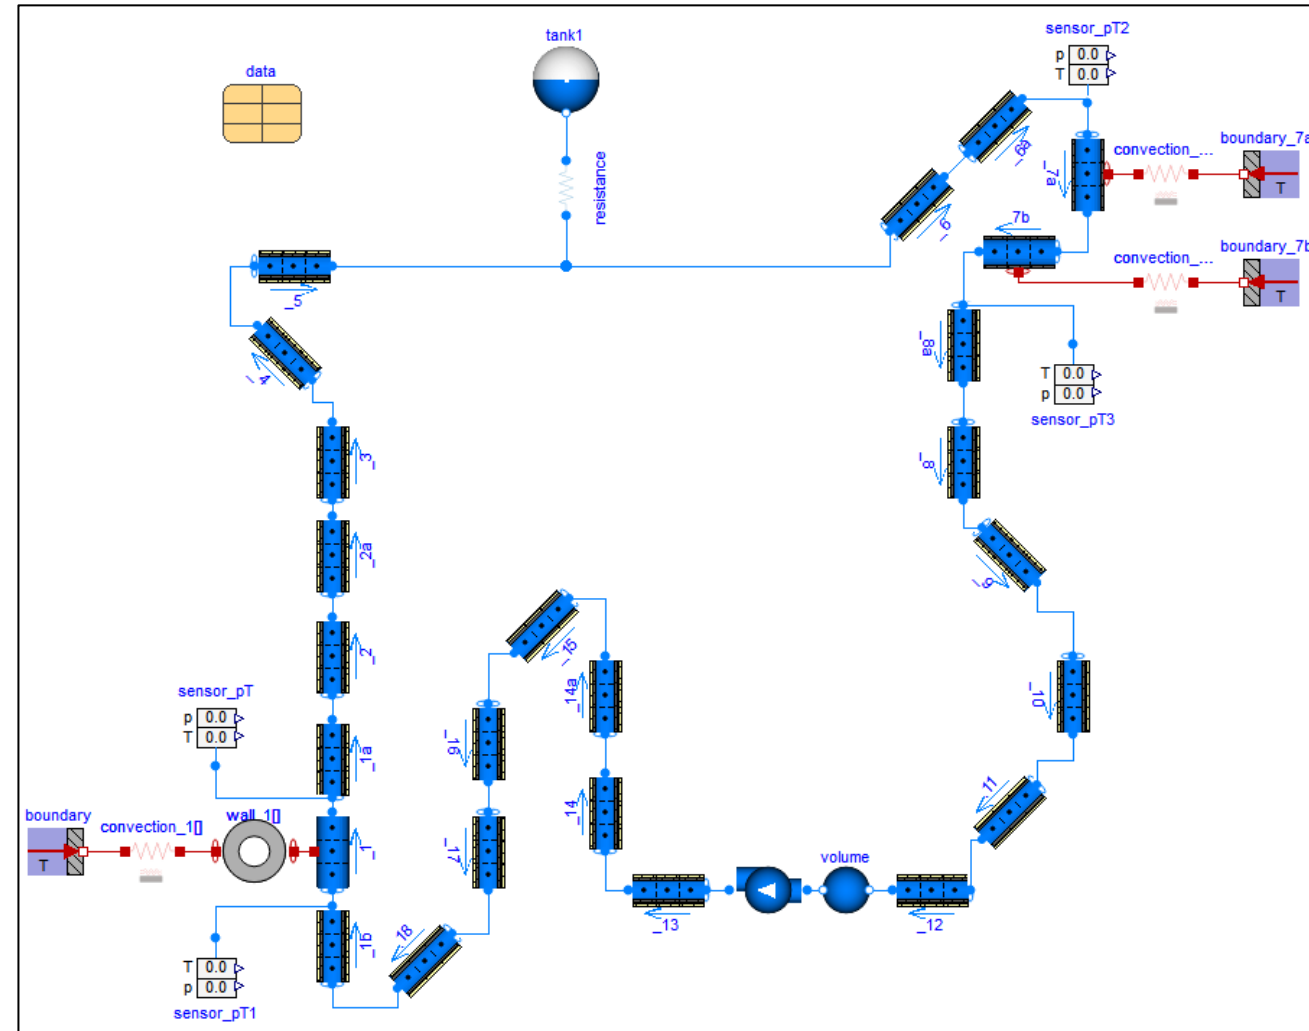 sensor_pT2
tank1
p 0.0
T 0.0
data
_6a
boundary_7a
convection_...
_7a
T
resistance
_6
_7b
boundary_7b
convection_...
T
_5
_8a
_4
T 0.0
p 0.0
sensor_pT3
_3
_8
_2a
_9
_15
_2
_14a
_10
sensor_pT
p 0.0
T 0.0
_16
_1a
_11
_14
boundary
convection_1[]
wall_1[]
T
_1
_17
volume
_13
_12
_18
_1b
T 0.0
p 0.0
sensor_pT1